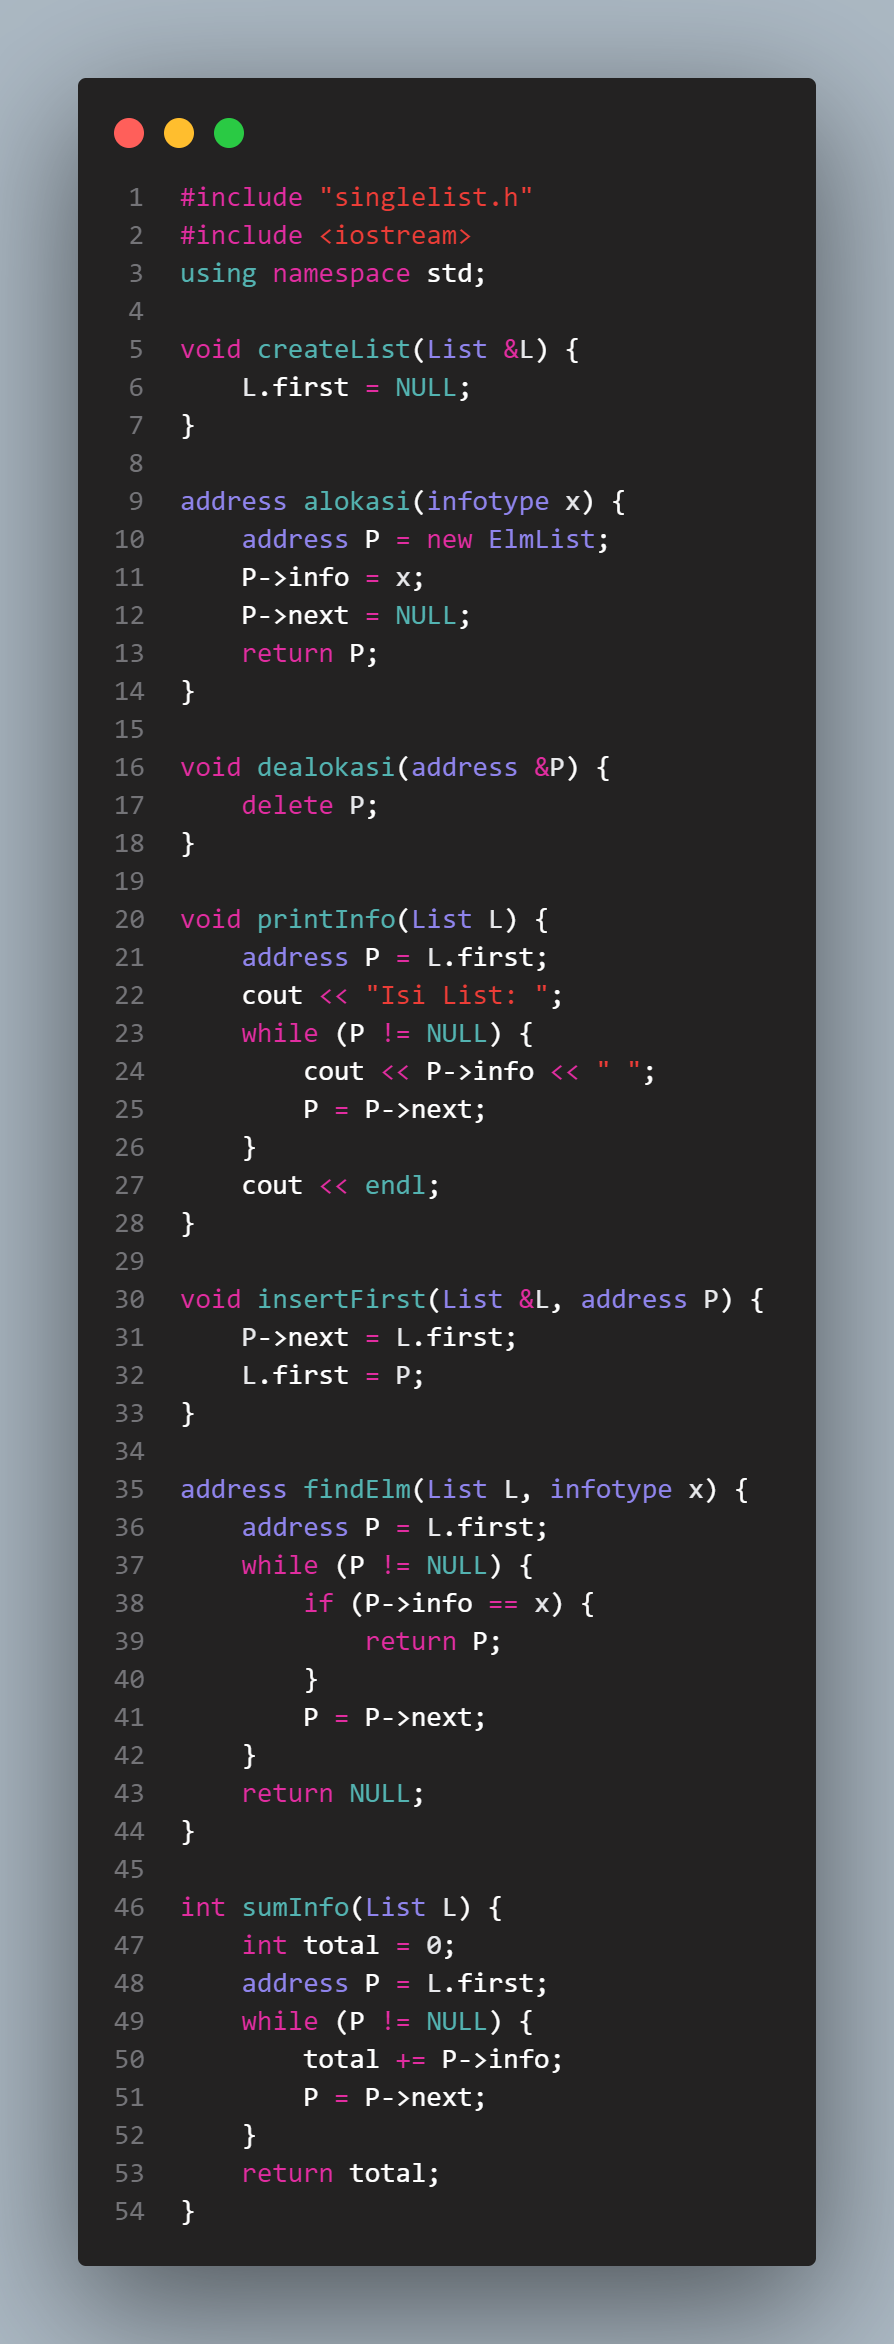 1 #include "singlelist.h"
2 #include <iostream>
3 using namespace std;
4
5 void createList(List &L) {
6     L.first = NULL;
7 }
8
9 address alokasi(infotype x) {
10     address P = new ElmList;
11     P->info = x;
12     P->next = NULL;
13     return P;
14 }
15
16 void dealokasi(address &P) {
17     delete P;
18 }
19
20 void printInfo(List L) {
21     address P = L.first;
22     cout << "Isi List: ";
23     while (P != NULL) {
24         cout << P->info << " ";
25         P = P->next;
26     }
27     cout << endl;
28 }
29
30 void insertFirst(List &L, address P) {
31     P->next = L.first;
32     L.first = P;
33 }
34
35 address findElm(List L, infotype x) {
36     address P = L.first;
37     while (P != NULL) {
38         if (P->info == x) {
39             return P;
40         }
41         P = P->next;
42     }
43     return NULL;
44 }
45
46 int sumInfo(List L) {
47     int total = 0;
48     address P = L.first;
49     while (P != NULL) {
50         total += P->info;
51         P = P->next;
52     }
53     return total;
54 }